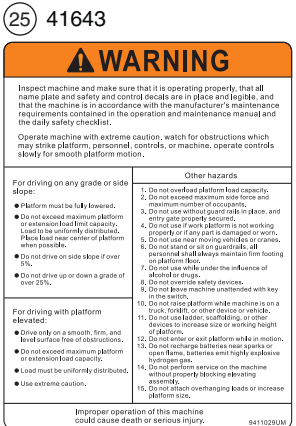 25 41643
WARNING
Inspect machine and make sure that it is operating properly, that all
name plate and safety and control decals are in place and legible, and
that the machine is in accordance with the manufacturer's maintenance
requirements contained in the operation and maintenance manual and
the daily safety checklist.
Operate machine with extreme caution, watch for obstructions which
may strike platform, personnel, controls, or machine. operate controls
slowly for smooth platform motion.
For driving on any grade or side
slope:
● Platform must be fully lowered.
● Do not exceed maximum platform
or extension load limit capacity.
Load to be uniformly distributed.
Place load near center of platform
when possible.
● Do not drive on side slope if over
5%.
● Do not drive up or down a grade of
over 25%.
For driving with platform
elevated:
● Drive only on a smooth, firm, and
level surface free of obstructions.
● Do not exceed maximum platform
or extension load capacity.
● Load must be uniformly distributed.
● Use extreme caution.
Other hazards
1. Do not overload platform load capacity.
2. Do not exceed maximum side force and
maximum number of occupants.
3. Do not use without guard rails in place, and
entry gate properly secured.
4. Do not use if work platform is not working
properly or if any part is damaged or worn.
5. Do not use near moving vehicles or cranes.
6. Do not stand or sit on guardrails, all
personnel shall always maintain firm footing
on platform floor.
7. Do not use while under the influence of
alcohol or drugs.
8. Do not override safety devices.
9. Do not leave machine unattended with key
in the switch.
10. Do not raise platform while machine is on a
truck, forklift, or other device or vehicle.
11. Do not use ladder, scaffolding, or other
devices to increase size or working height
of platform.
12. Do not enter or exit platform while in motion.
13. Do not recharge batteries near sparks or
open flame, batteries emit highly explosive
hydrogen gas.
14. Do not perform service on the machine
without properly blocking elevating
assembly.
15. Do not attach overhanging loads or increase
platform size.
Improper operation of this machine
could cause death or serious injury.
9411029UM